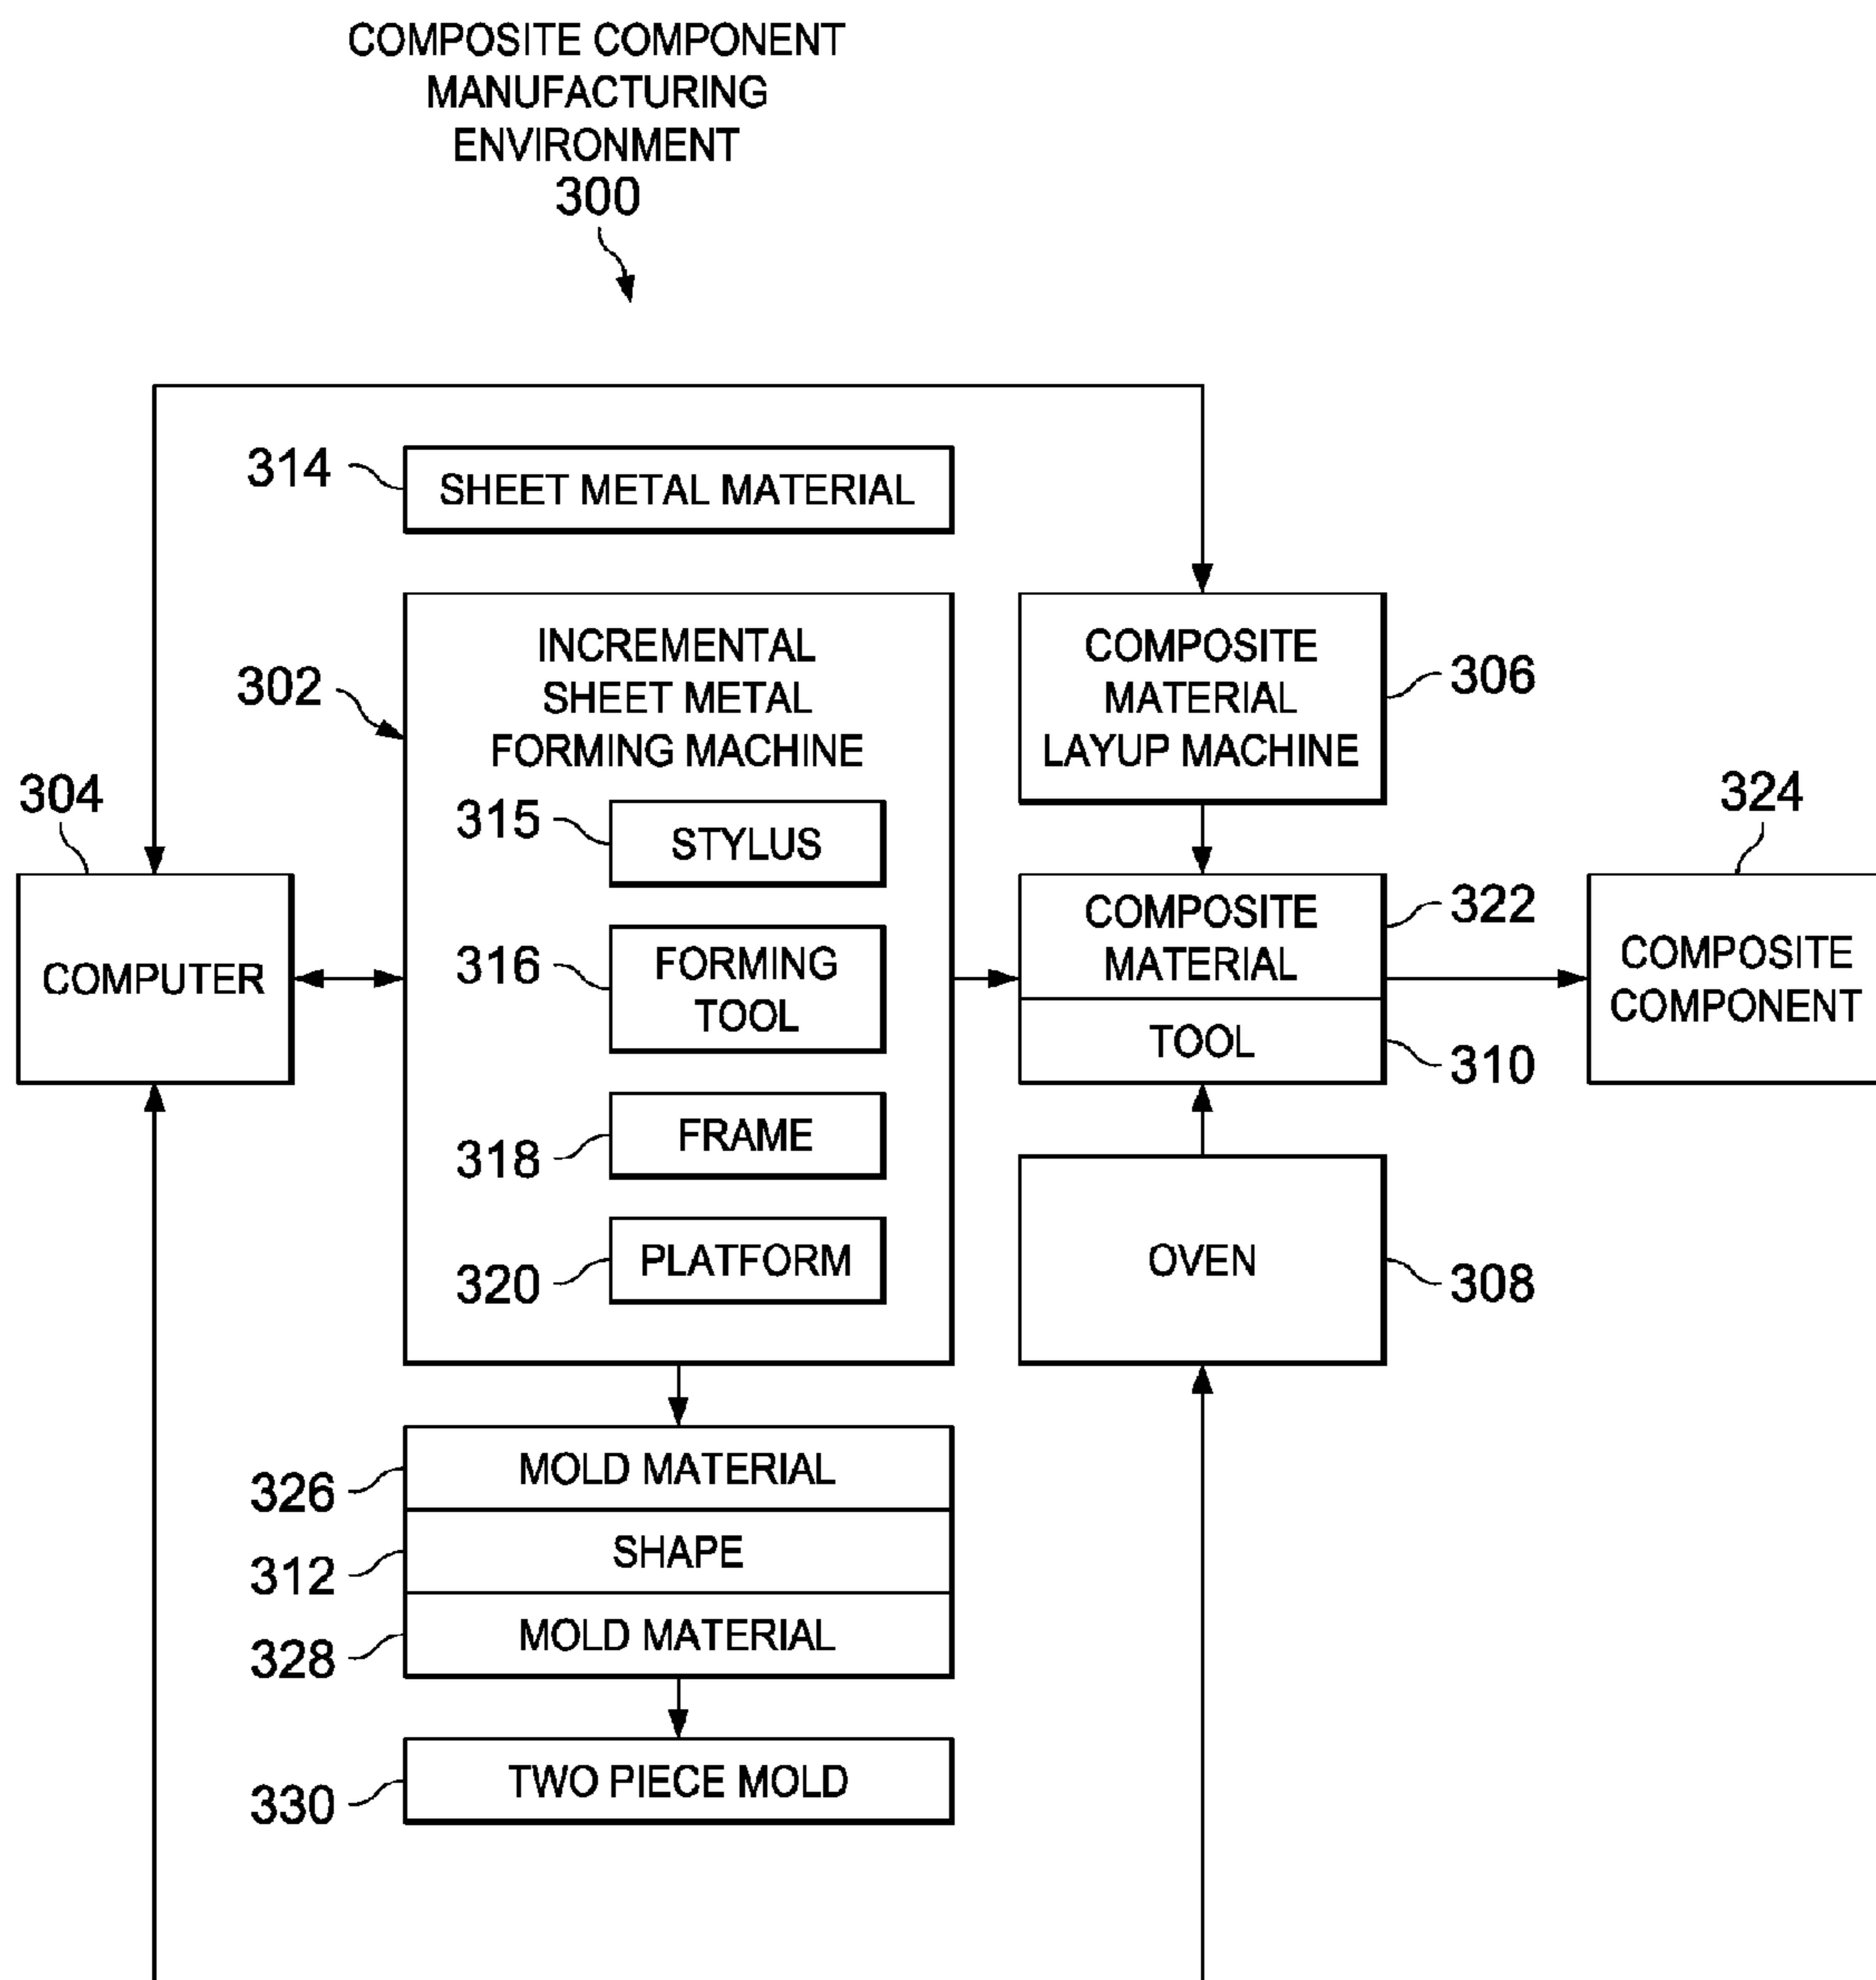 COMPOSITE COMPONENT
MANUFACTURING
ENVIRONMENT
300
314
SHEET METAL MATERIAL
302
INCREMENTAL
SHEET METAL
FORMING MACHINE
315
STYLUS
316
FORMING
TOOL
318
FRAME
320
PLATFORM
304
COMPUTER
COMPOSITE
MATERIAL
LAYUP MACHINE
306
COMPOSITE
MATERIAL
322
TOOL
310
324
COMPOSITE
COMPONENT
OVEN
308
326
MOLD MATERIAL
312
SHAPE
328
MOLD MATERIAL
330
TWO PIECE MOLD